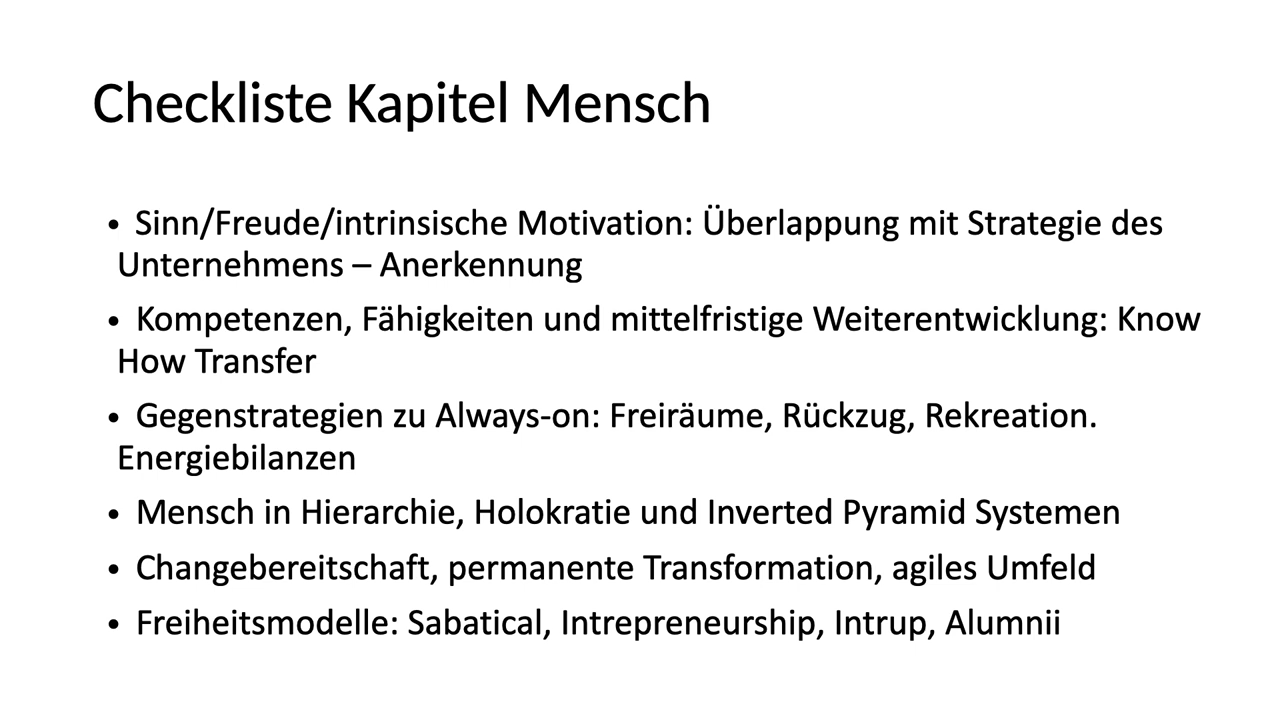 Checkliste Kapitel Mensch
• Sinn/Freude/intrinsische Motivation: Überlappung mit Strategie des
Unternehmens – Anerkennung
• Kompetenzen, Fähigkeiten und mittelfristige Weiterentwicklung: Know
How Transfer
• Gegenstrategien zu Always-on: Freiräume, Rückzug, Rekreation.
Energiebilanzen
• Mensch in Hierarchie, Holokratie und Inverted Pyramid Systemen
• Changebereitschaft, permanente Transformation, agiles Umfeld
• Freiheitsmodelle: Sabatical, Intrepreneurship, Intrup, Alumnii